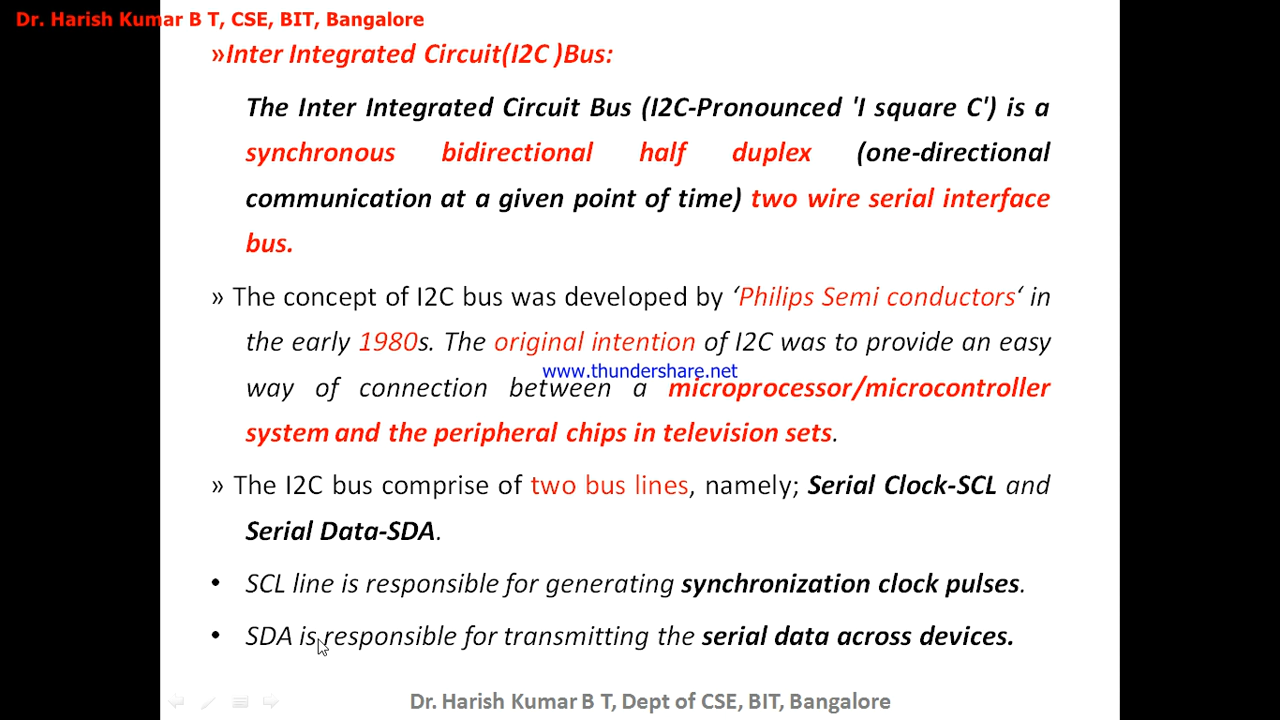 Dr. Harish Kumar B T, CSE, BIT, Bangalore
»Inter Integrated Circuit(I2C )Bus:
The Inter Integrated Circuit Bus (I2C-Pronounced 'I square C') is a
synchronous bidirectional half duplex (one-directional
communication at a given point of time) two wire serial interface
bus.
» The concept of I2C bus was developed by ‘Philips Semi conductors‘ in
the early 1980s. The original intention of I2C was to provide an easy
www.thundershare.net
way of connection between a microprocessor/microcontroller
system and the peripheral chips in television sets.
» The I2C bus comprise of two bus lines, namely; Serial Clock-SCL and
Serial Data-SDA.
• SCL line is responsible for generating synchronization clock pulses.
• SDA is responsible for transmitting the serial data across devices.
Dr. Harish Kumar B T, Dept of CSE, BIT, Bangalore